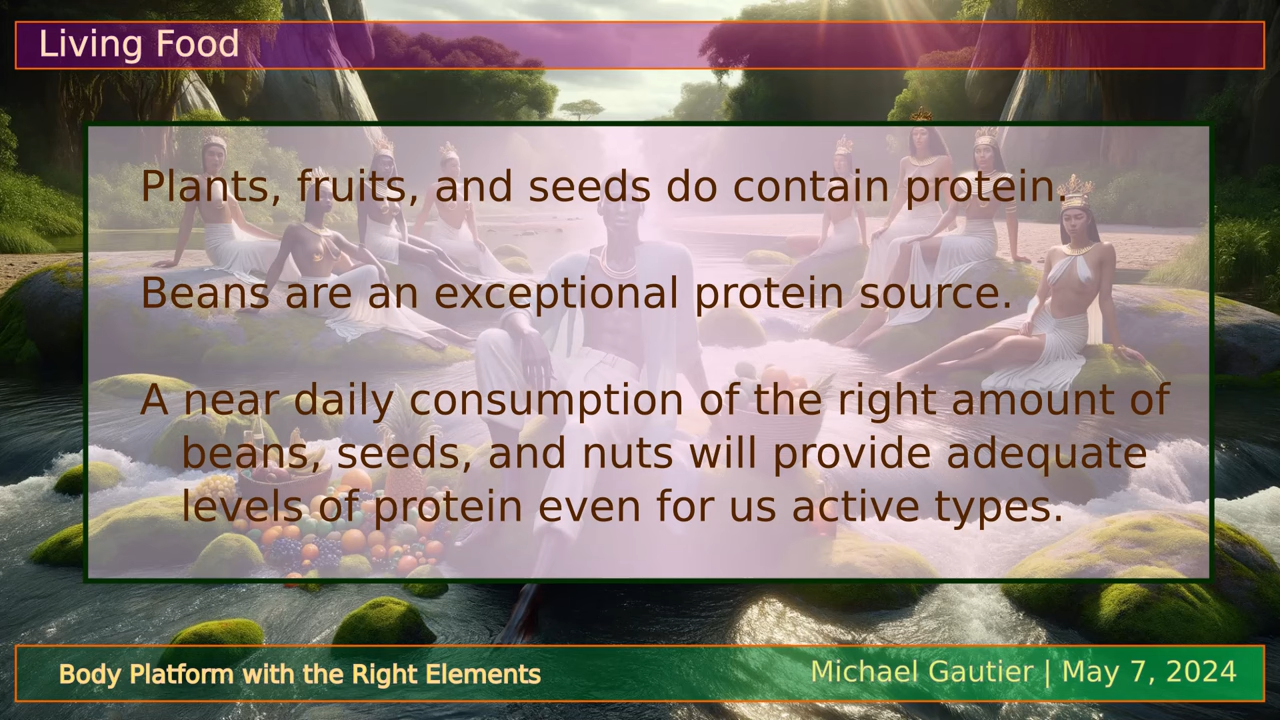 Living Food
Plants, fruits, and seeds do contain protein.
Beans are an exceptional protein source.
A near daily consumption of the right amount of
beans, seeds, and nuts will provide adequate
levels of protein even for us active types.
Body Platform with the Right Elements
Michael Gautier | May 7, 2024